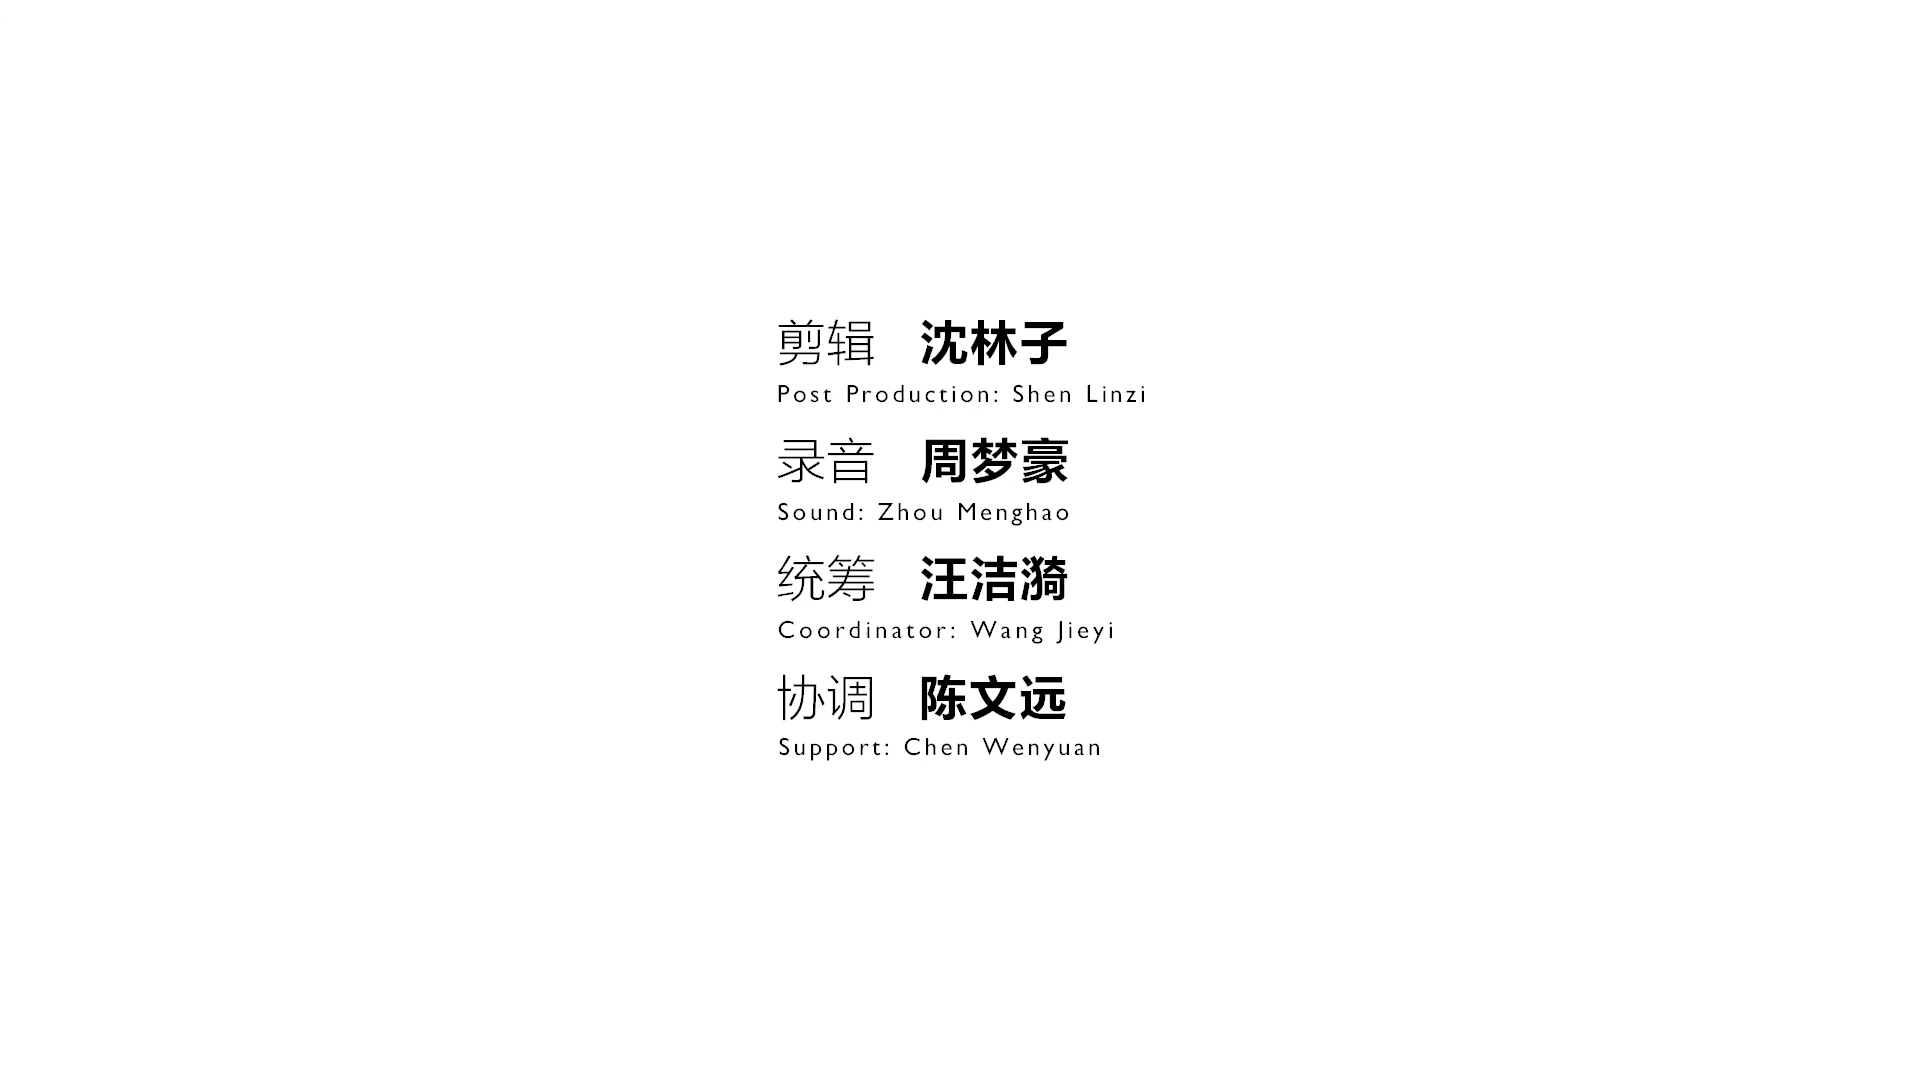 剪辑 沈林子
Post Production: Shen Linzi
录音 周梦豪
Sound: Zhou Menghao
统筹 汪洁漪
Coordinator: Wang Jieyi
协调 陈文远
Support: Chen Wenyuan